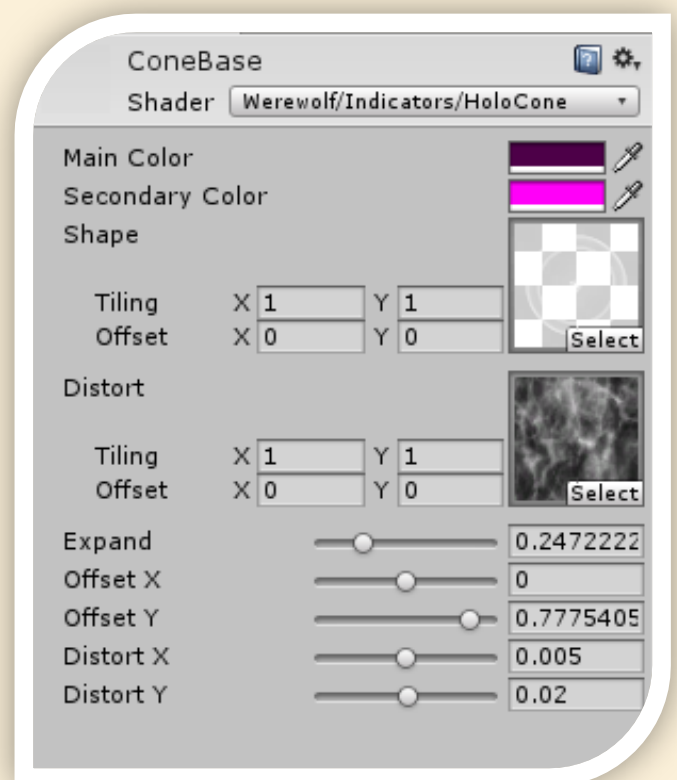 ConeBase
Shader Werewolf/Indicators/HoloCone
Main Color
Secondary Color
Shape
Tiling X 1 Y 1
Offset X 0 Y 0
Select
Distort
Tiling X 1 Y 1
Offset X 0 Y 0
Select
Expand 0.2472222
Offset X 0
Offset Y 0.7775405
Distort X 0.005
Distort Y 0.02